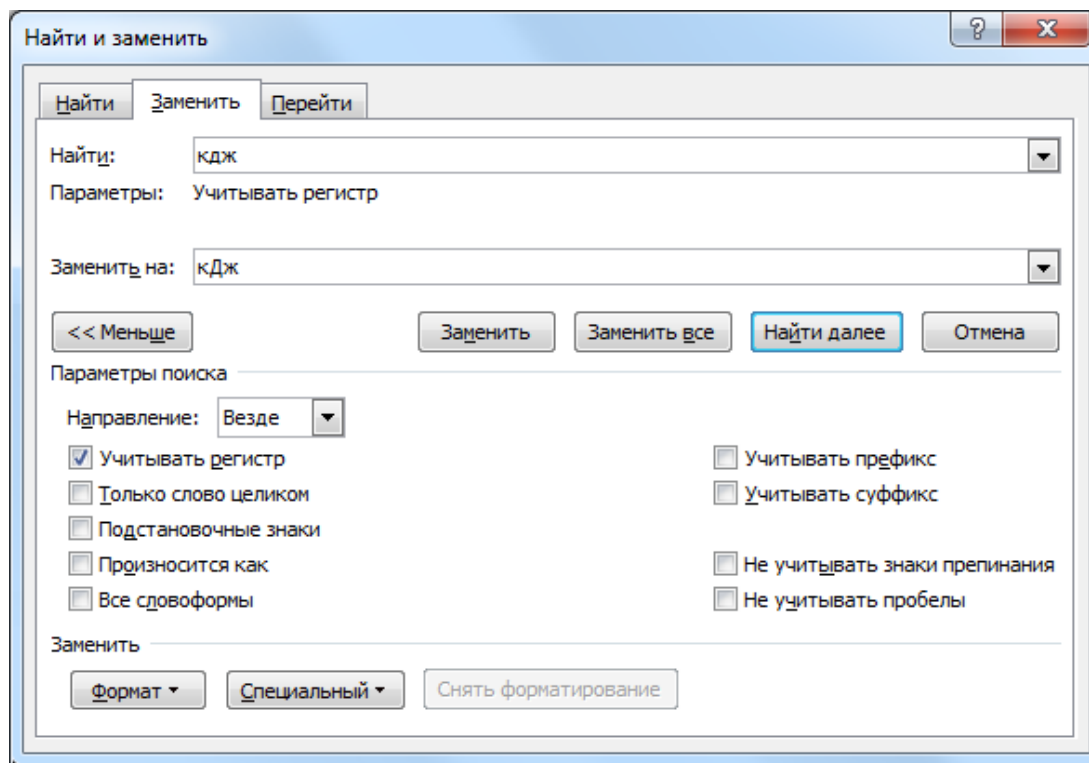 Найти и заменить
Найти Заменить Перейти
Найти: кдж
Параметры: Учитывать регистр
Заменить на: кДж
<< Меньше Заменить Заменить все Найти далее Отмена
Параметры поиска
Направление: Везде
Учитывать регистр Учитывать префикс
Только слово целиком Учитывать суффикс
Подстановочные знаки
Произносится как Не учитывать знаки препинания
Все словоформы Не учитывать пробелы
Заменить
Формат Специальный Снять форматирование